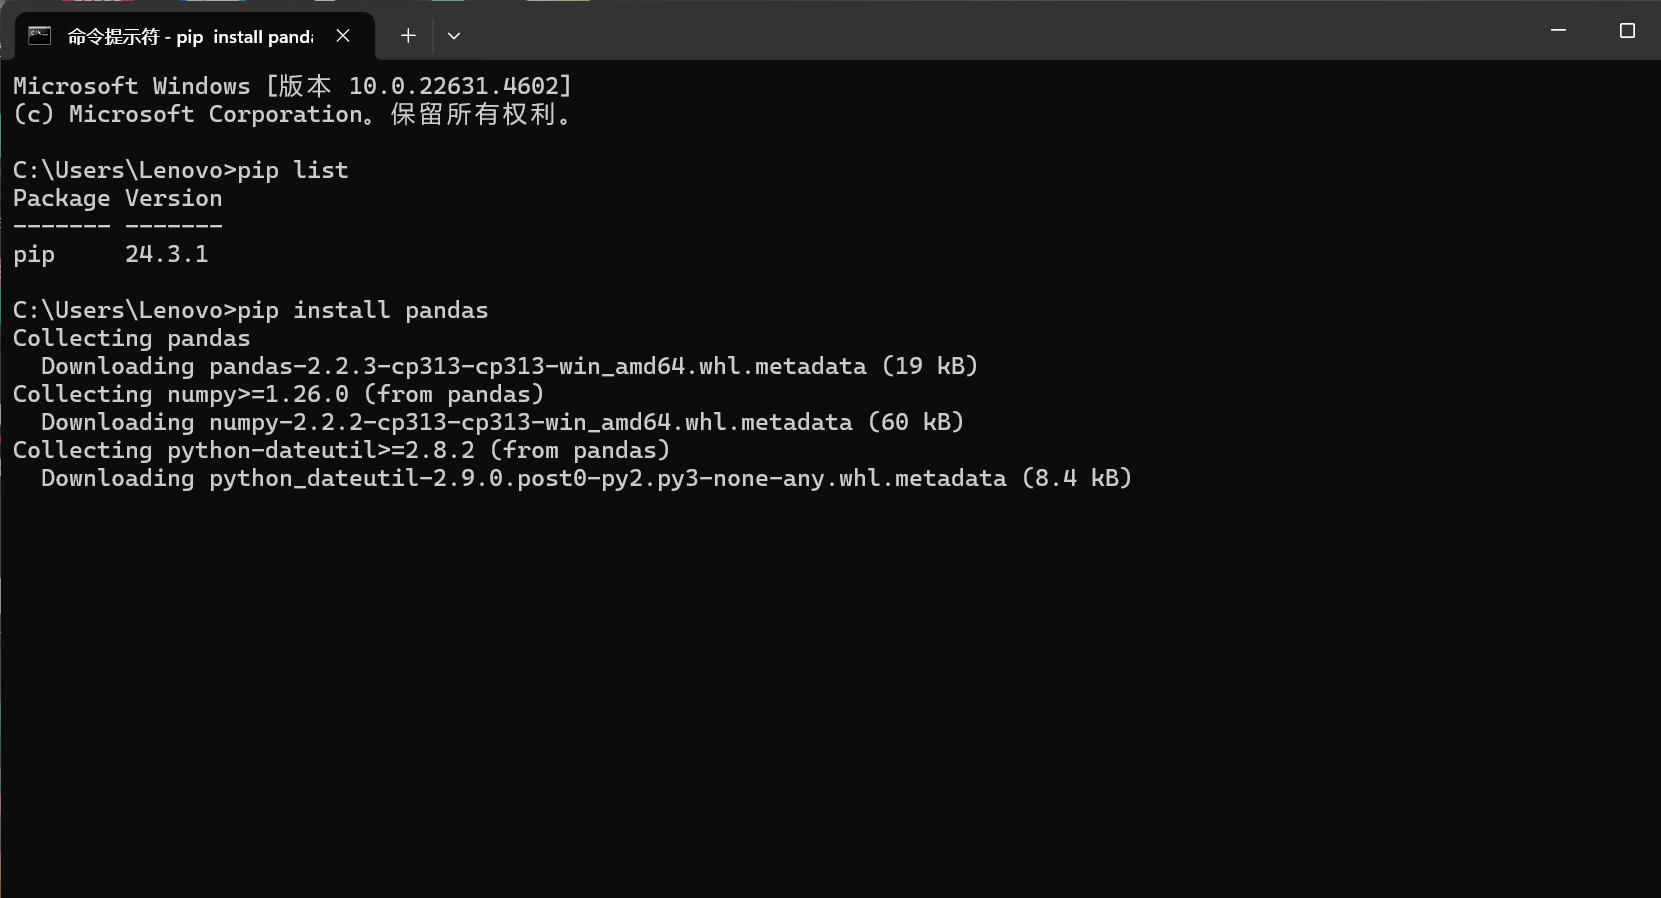 命令提示符 - pip  install panda
Microsoft Windows [版本 10.0.22631.4602]
(c) Microsoft Corporation。保留所有权利。
C:\Users\Lenovo>pip list
Package Version
------- -------
pip     24.3.1
C:\Users\Lenovo>pip install pandas
Collecting pandas
  Downloading pandas-2.2.3-cp313-cp313-win_amd64.whl.metadata (19 kB)
Collecting numpy>=1.26.0 (from pandas)
  Downloading numpy-2.2.2-cp313-cp313-win_amd64.whl.metadata (60 kB)
Collecting python-dateutil>=2.8.2 (from pandas)
  Downloading python_dateutil-2.9.0.post0-py2.py3-none-any.whl.metadata (8.4 kB)